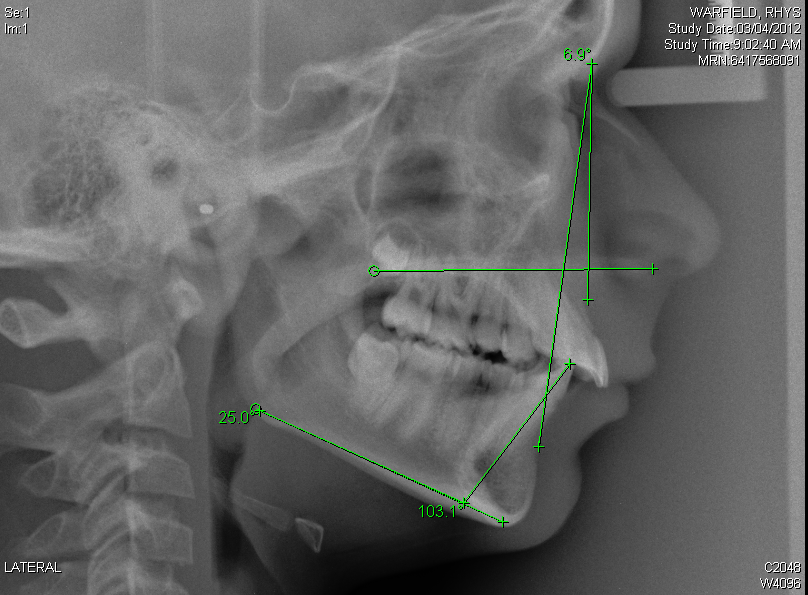 Se:1
Im:1
WARFIELD, RHYS
Study Date:03/04/2012
Study Time:9:02:40 AM
MRN:6417588091
6.9°
25.0°
103.1°
LATERAL
C2048
W4096